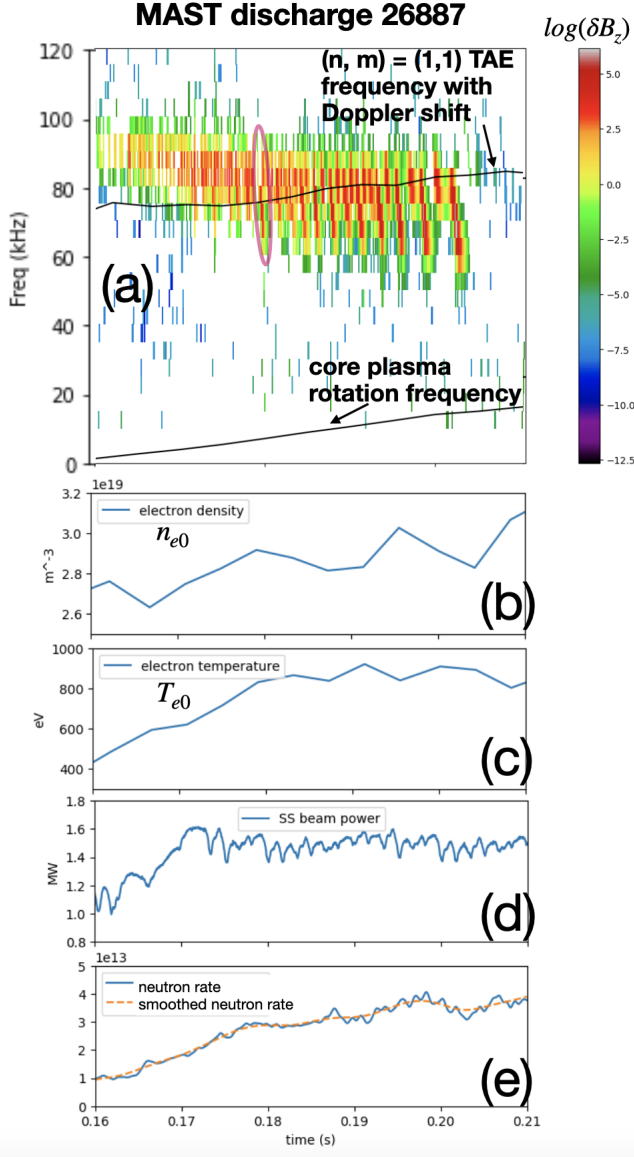 MAST discharge 26887
log(δB_z)
120
100
80
60
40
20
0
Freq (kHz)
(n, m) = (1,1) TAE
frequency with
Doppler shift
(a)
core plasma
rotation frequency
5.0
2.5
0.0
−2.5
−5.0
−7.5
−10.0
−12.5
1e19
3.2
3.0
2.8
2.6
m^-3
electron density
n_e0
(b)
1000
800
600
400
eV
electron temperature
T_e0
(c)
1.8
1.6
1.4
1.2
1.0
0.8
MW
SS beam power
(d)
1e13
5
4
3
2
1
0
neutron rate
smoothed neutron rate
(e)
0.16 0.17 0.18 0.19 0.20 0.21
time (s)